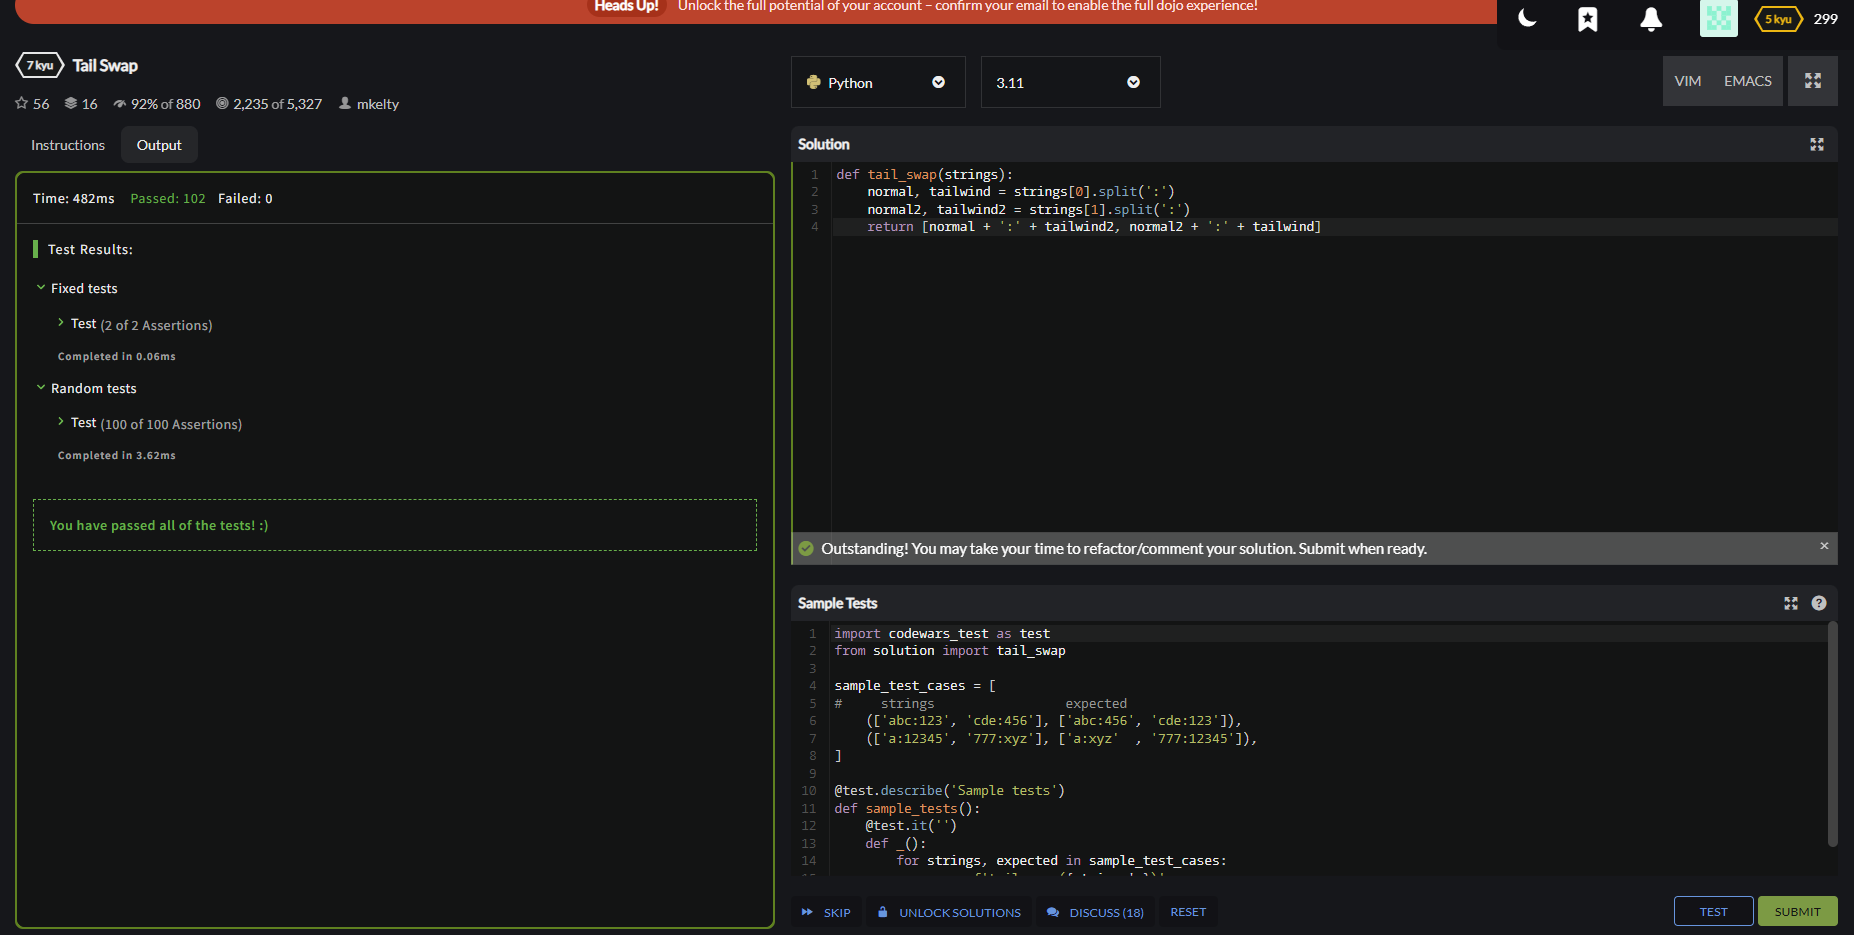 Heads Up! Unlock the full potential of your account – confirm your email to enable the full dojo experience!
5 kyu 299
7 kyu Tail Swap
56 16 92% of 880 2,235 of 5,327 mkelty
Python 3.11
VIM EMACS
Instructions Output
Time: 482ms Passed: 102 Failed: 0
Test Results:
Fixed tests
Test (2 of 2 Assertions)
Completed in 0.06ms
Random tests
Test (100 of 100 Assertions)
Completed in 3.62ms
You have passed all of the tests! :)
Solution
1 def tail_swap(strings):
2 normal, tailwind = strings[0].split(':')
3 normal2, tailwind2 = strings[1].split(':')
4 return [normal + ':' + tailwind2, normal2 + ':' + tailwind]
Outstanding! You may take your time to refactor/comment your solution. Submit when ready. ×
Sample Tests
1 import codewars_test as test
2 from solution import tail_swap
3
4 sample_test_cases = [
5 # strings expected
6 (['abc:123', 'cde:456'], ['abc:456', 'cde:123']),
7 (['a:12345', '777:xyz'], ['a:xyz' , '777:12345']),
8 ]
9
10 @test.describe('Sample tests')
11 def sample_tests():
12 @test.it('')
13 def _():
14 for strings, expected in sample_test_cases:
SKIP UNLOCK SOLUTIONS DISCUSS (18) RESET
TEST SUBMIT